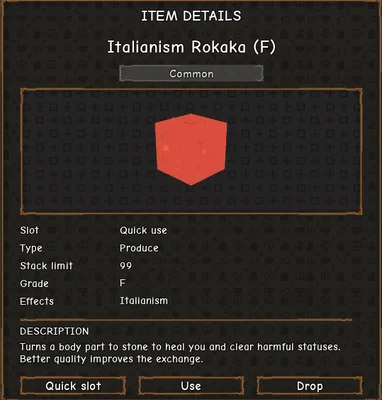 ITEM DETAILS
Italianism Rokaka (F)
Common
Slot Quick use
Type Produce
Stack limit 99
Grade F
Effects Italianism
DESCRIPTION
Turns a body part to stone to heal you and clear harmful statuses.
Better quality improves the exchange.
Quick slot Use Drop